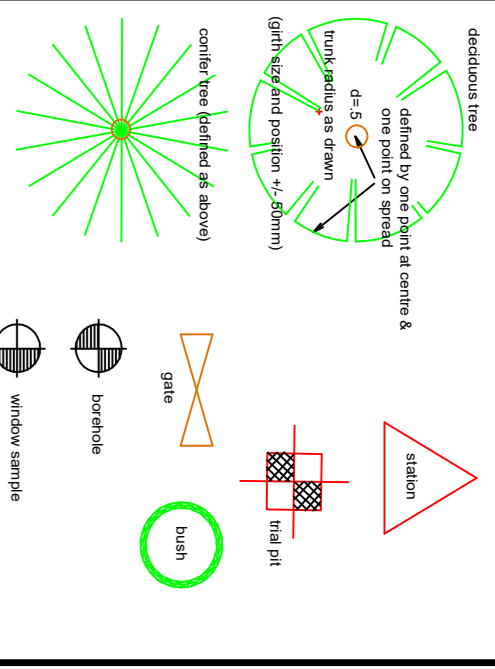 deciduous tree
defined by one point at centre &
one point on spread
d=.5
trunk radius as drawn
(girth size and position +/- 50mm)
conifer tree (defined as above)
station
trial pit
gate
bush
borehole
window sample